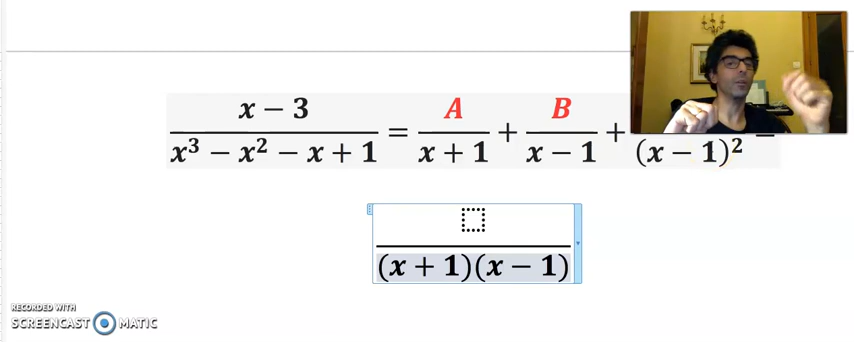 x − 3 / x³ − x² − x + 1 = A / x + 1 + B / x − 1 + / (x − 1)² =
(x + 1)(x − 1)
RECORDED WITH
SCREENCAST MATIC